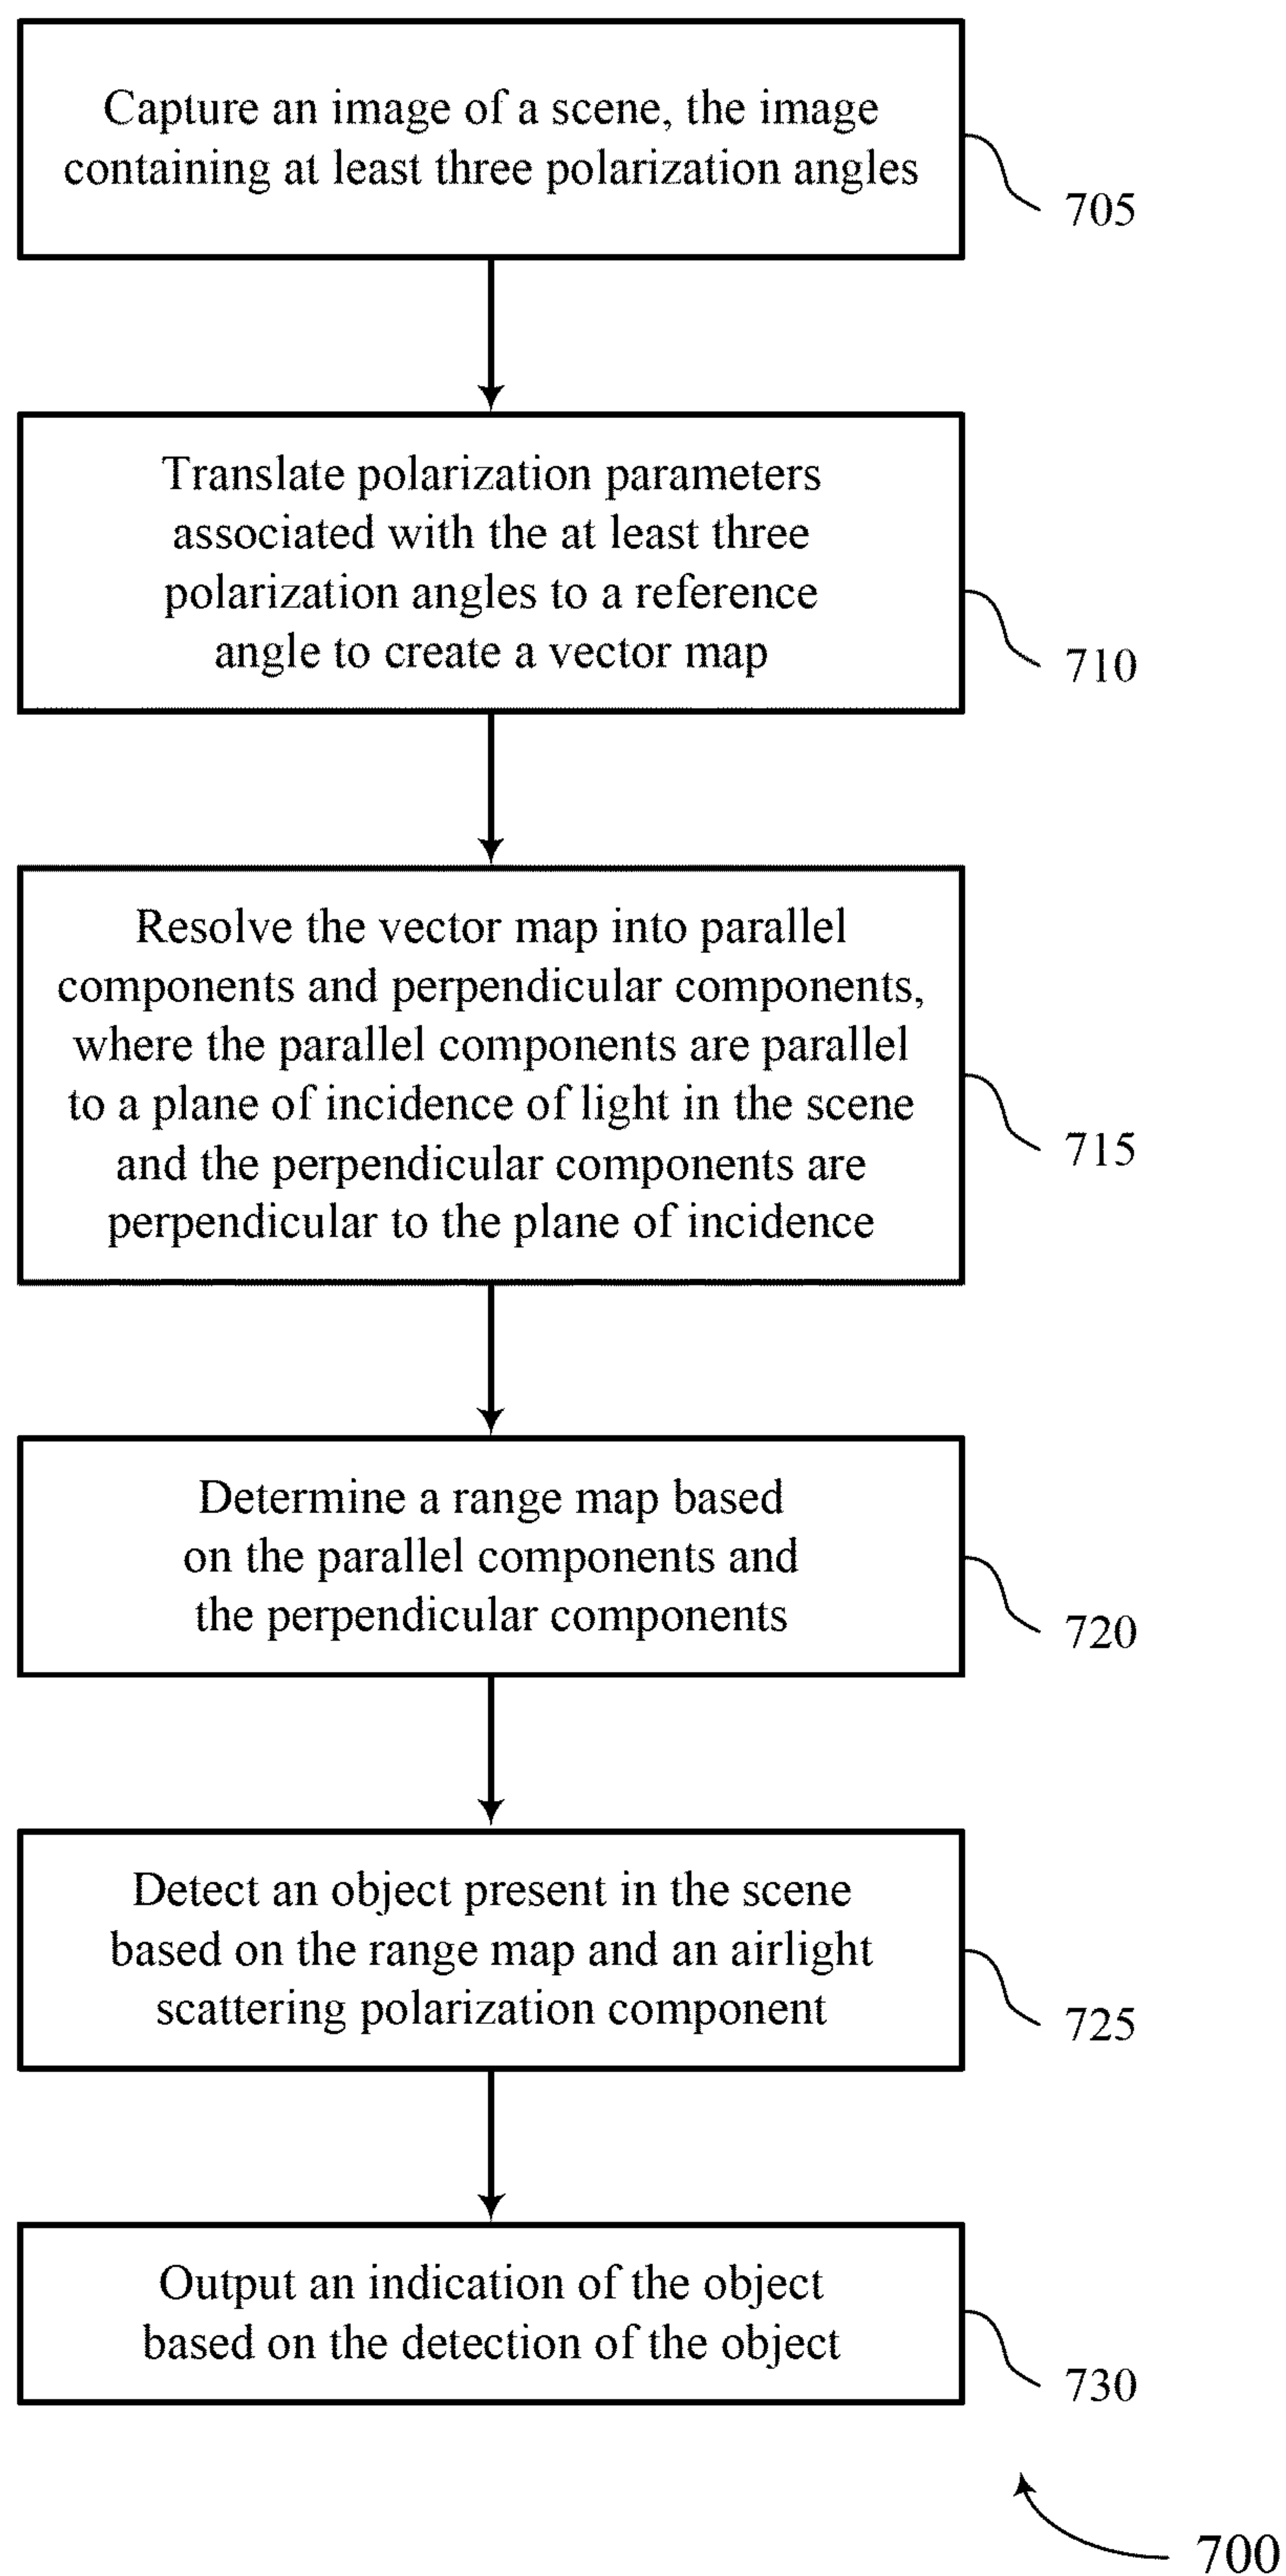 Capture an image of a scene, the image
containing at least three polarization angles
705
Translate polarization parameters
associated with the at least three
polarization angles to a reference
angle to create a vector map
710
Resolve the vector map into parallel
components and perpendicular components,
where the parallel components are parallel
to a plane of incidence of light in the scene
and the perpendicular components are
perpendicular to the plane of incidence
715
Determine a range map based
on the parallel components and
the perpendicular components
720
Detect an object present in the scene
based on the range map and an airlight
scattering polarization component
725
Output an indication of the object
based on the detection of the object
730
700